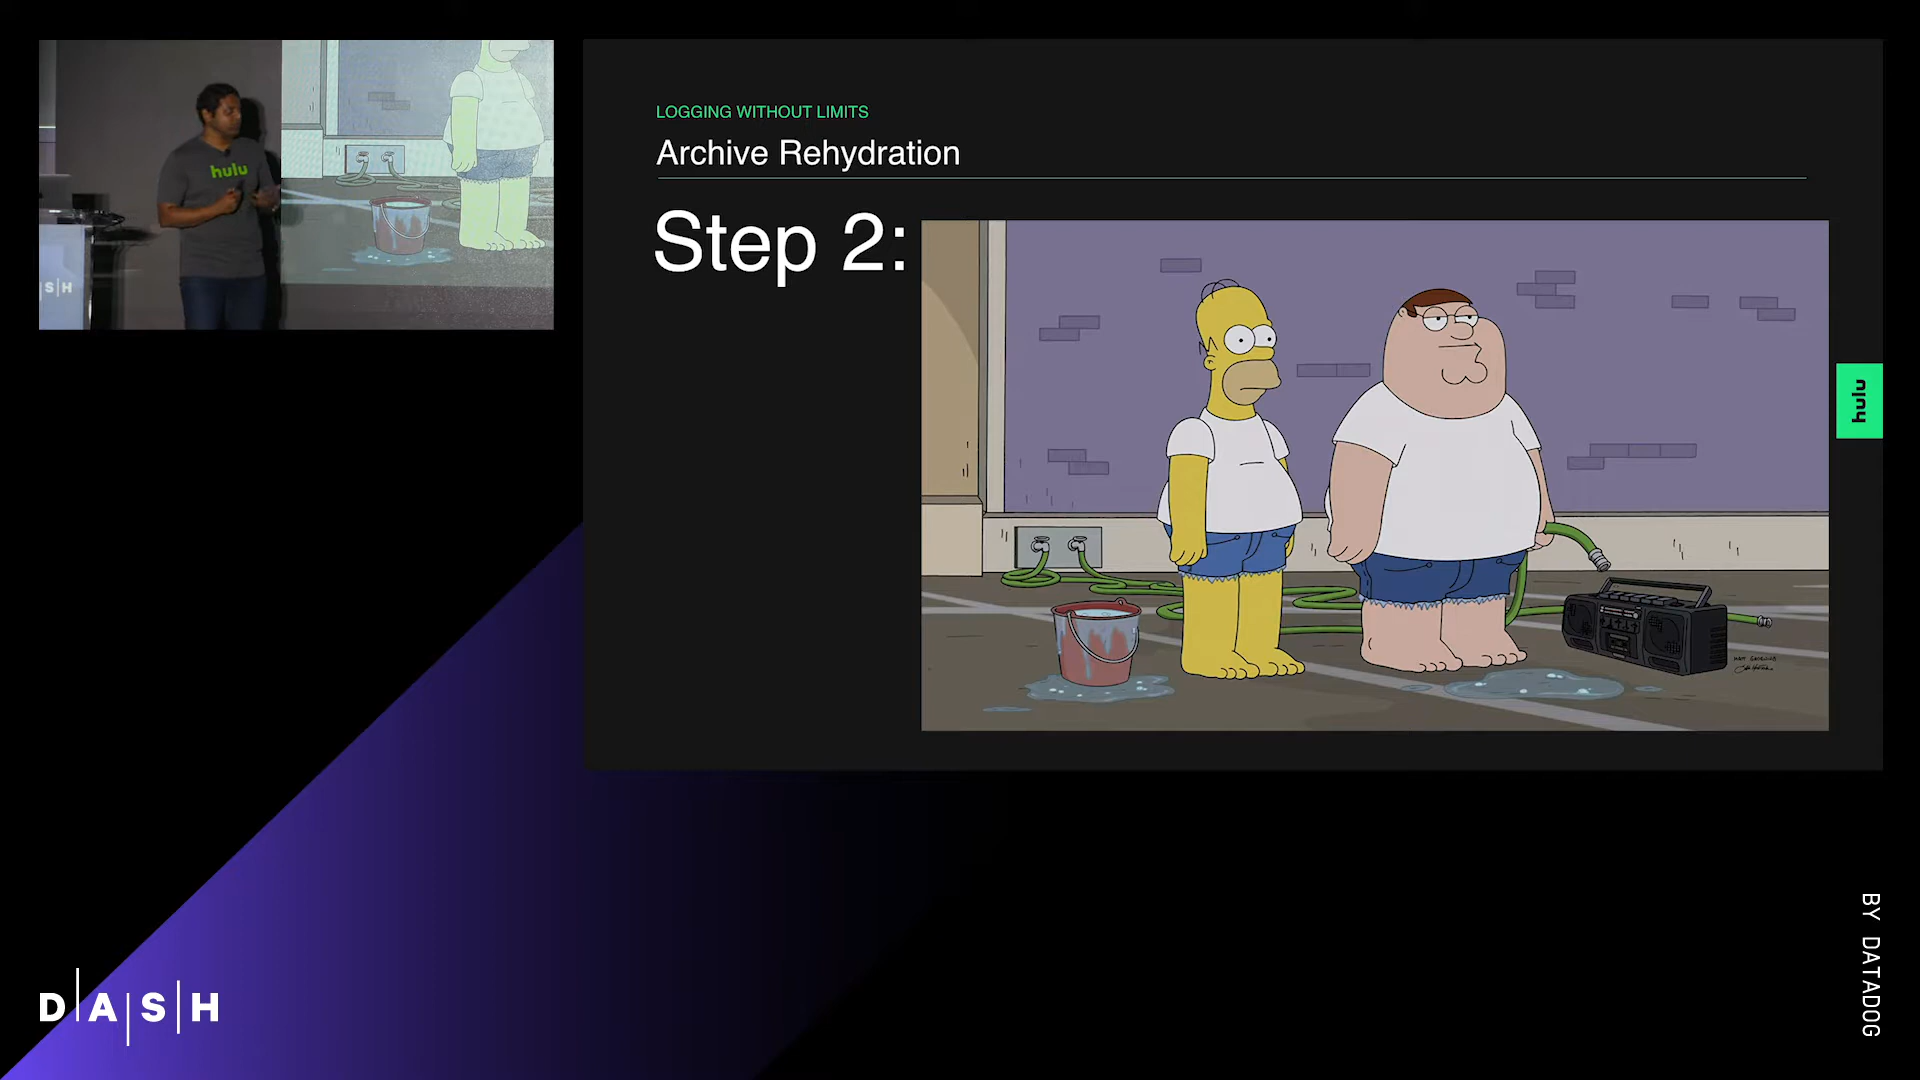 hulu
S|H
LOGGING WITHOUT LIMITS
Archive Rehydration
Step 2:
hulu
D|A|S|H
BY DATADOG